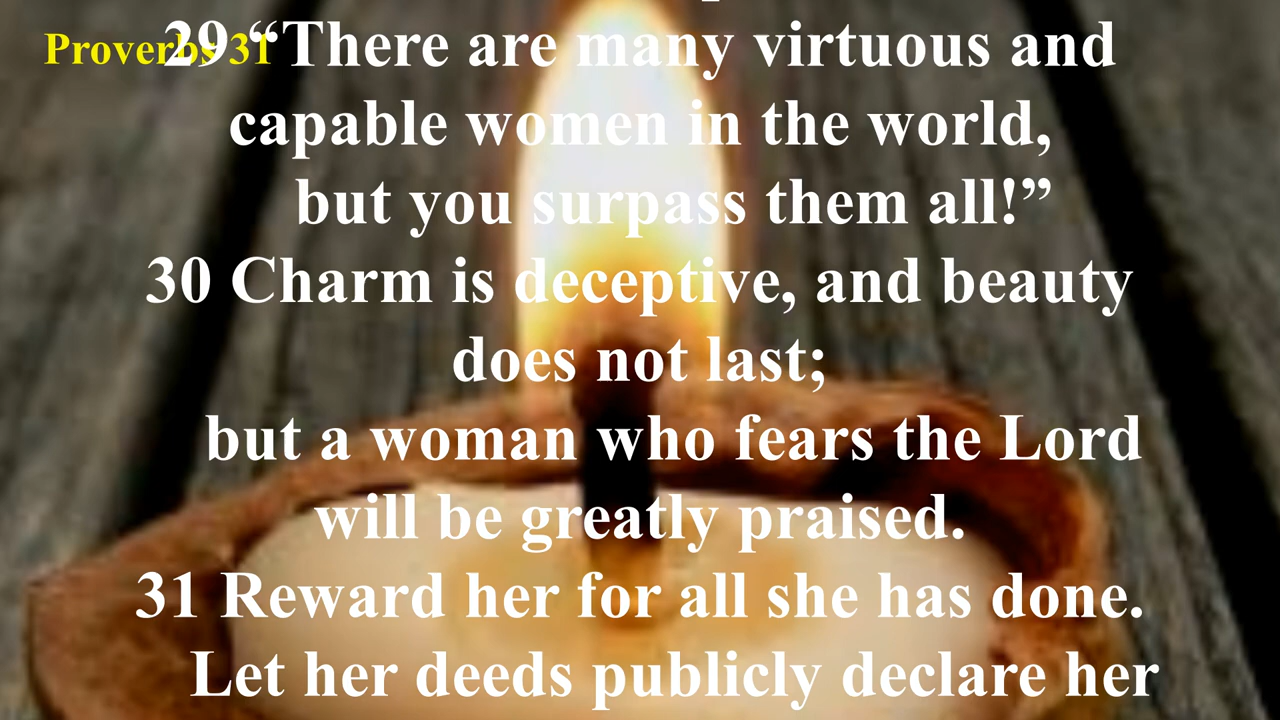 Proverbs 31
29 “There are many virtuous and
capable women in the world,
but you surpass them all!”
30 Charm is deceptive, and beauty
does not last;
but a woman who fears the Lord
will be greatly praised.
31 Reward her for all she has done.
Let her deeds publicly declare her